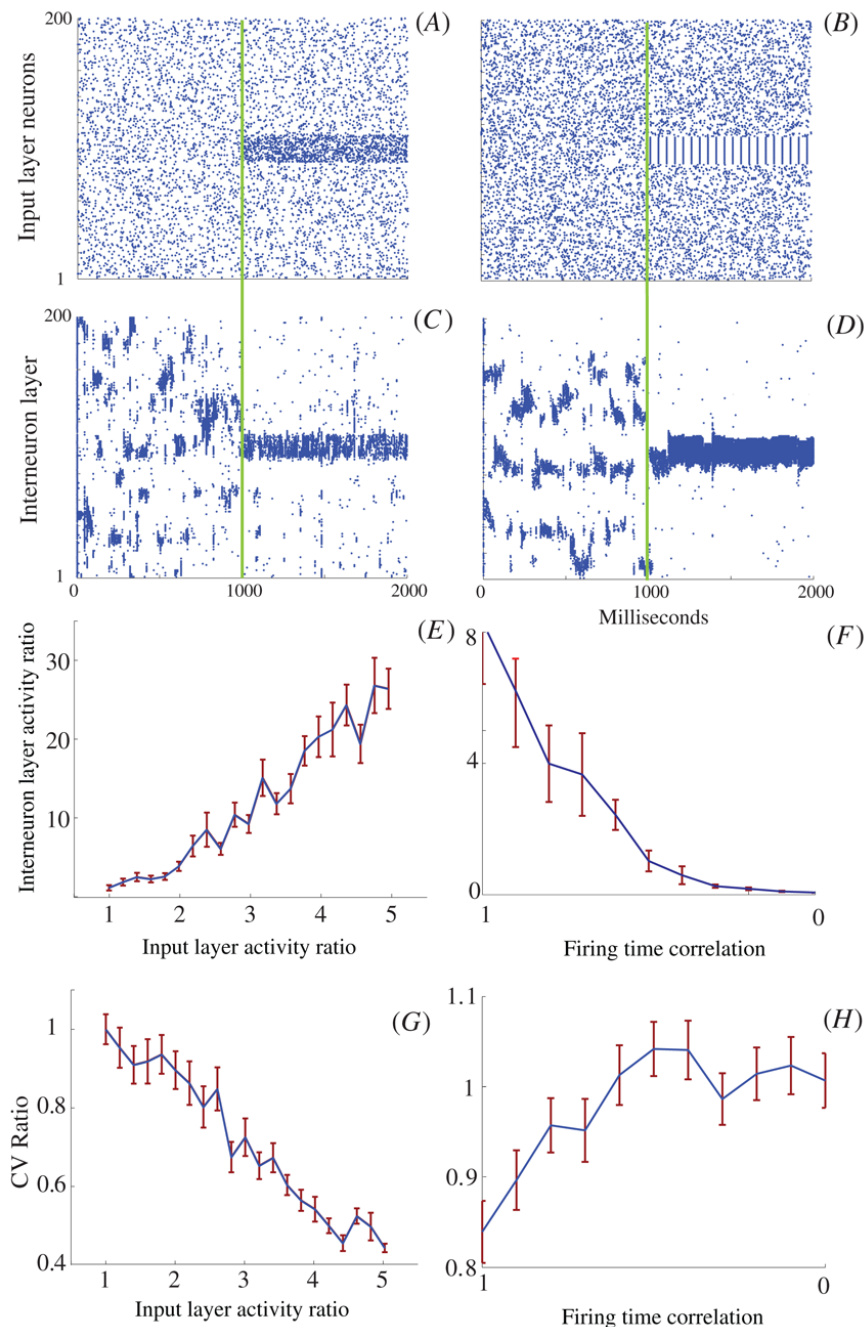 200
(A)
(B)
Input layer neurons
1
200
(C)
(D)
Interneuron layer
1
0
1000
2000
0
1000
2000
Milliseconds
(E)
(F)
Interneuron layer activity ratio
30
20
10
8
4
0
1
2
3
4
5
1
0
Input layer activity ratio
Firing time correlation
(G)
(H)
CV Ratio
1
0.8
0.6
0.4
1.1
1
0.9
0.8
1
2
3
4
5
1
0
Input layer activity ratio
Firing time correlation